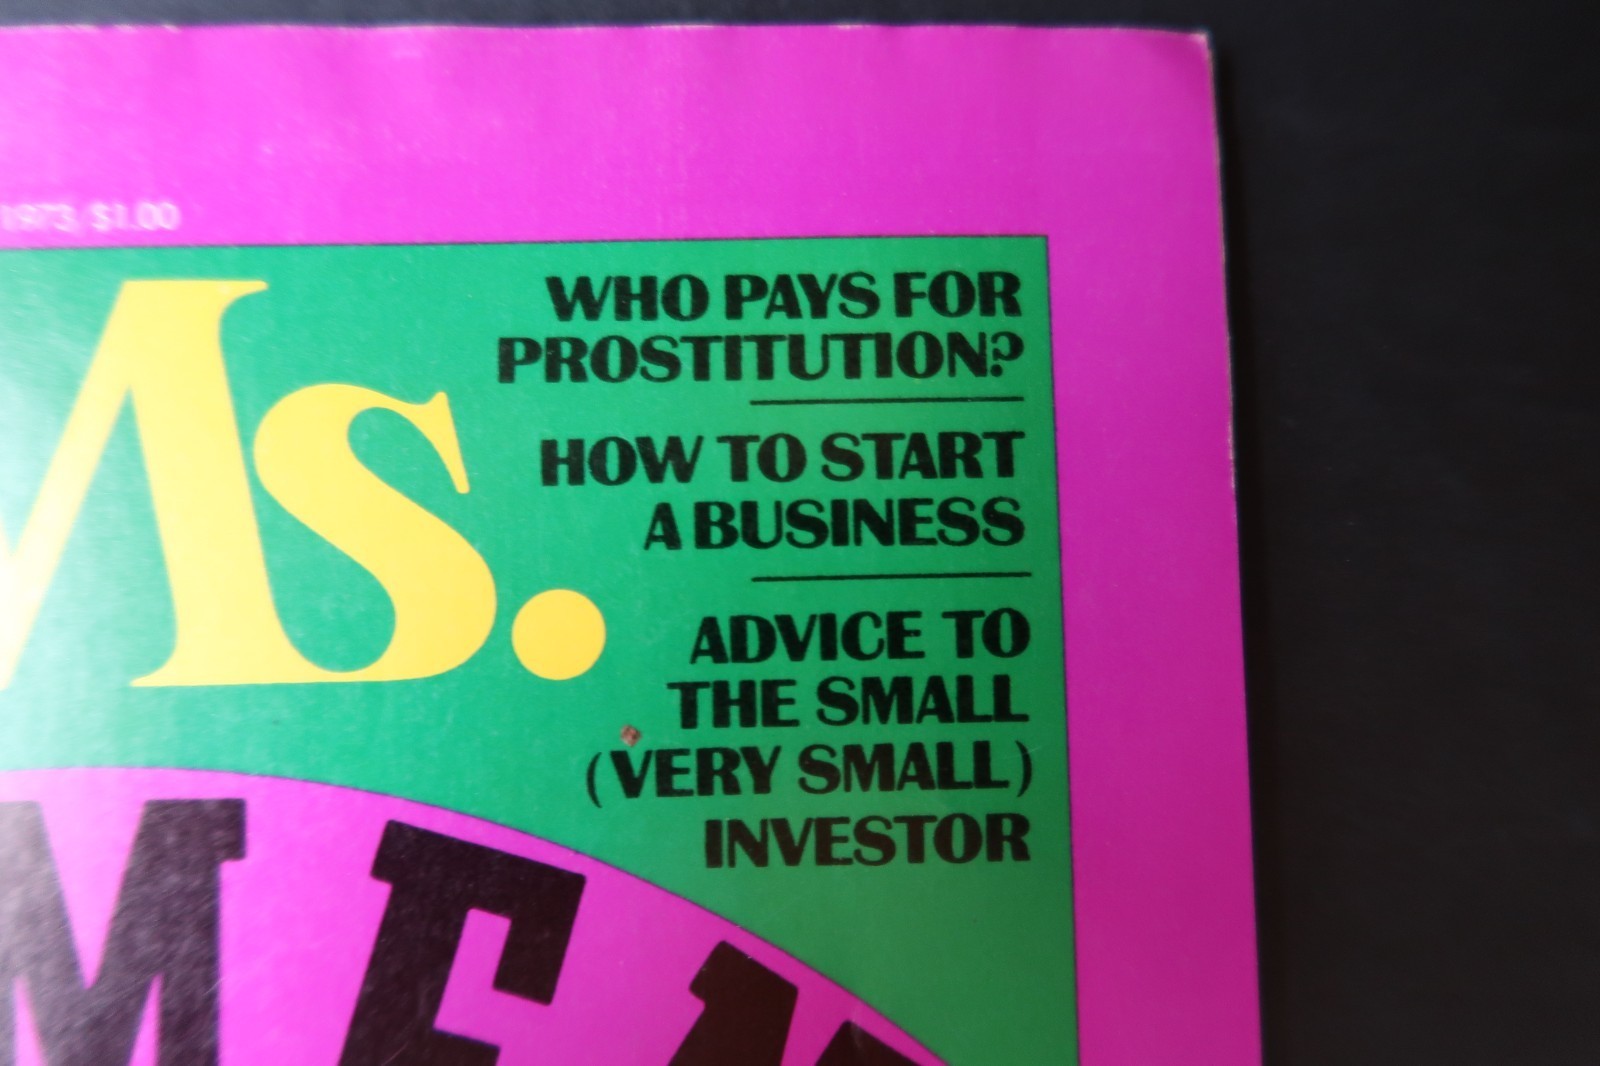 1973, $1.00
Ms.
WHO PAYS FOR
PROSTITUTION?
HOW TO START
A BUSINESS
ADVICE TO
THE SMALL
(VERY SMALL)
INVESTOR